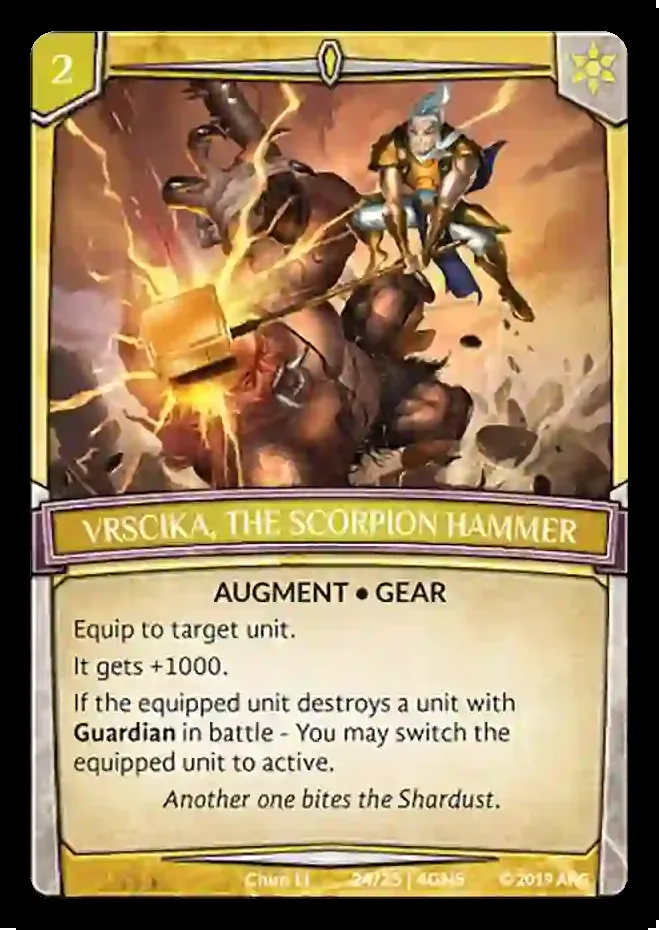 2
VRSCIKA, THE SCORPION HAMMER
AUGMENT • GEAR
Equip to target unit.
It gets +1000.
If the equipped unit destroys a unit with
Guardian in battle - You may switch the
equipped unit to active.
Another one bites the Shardust.
Chun Li 24/25 | © 2019